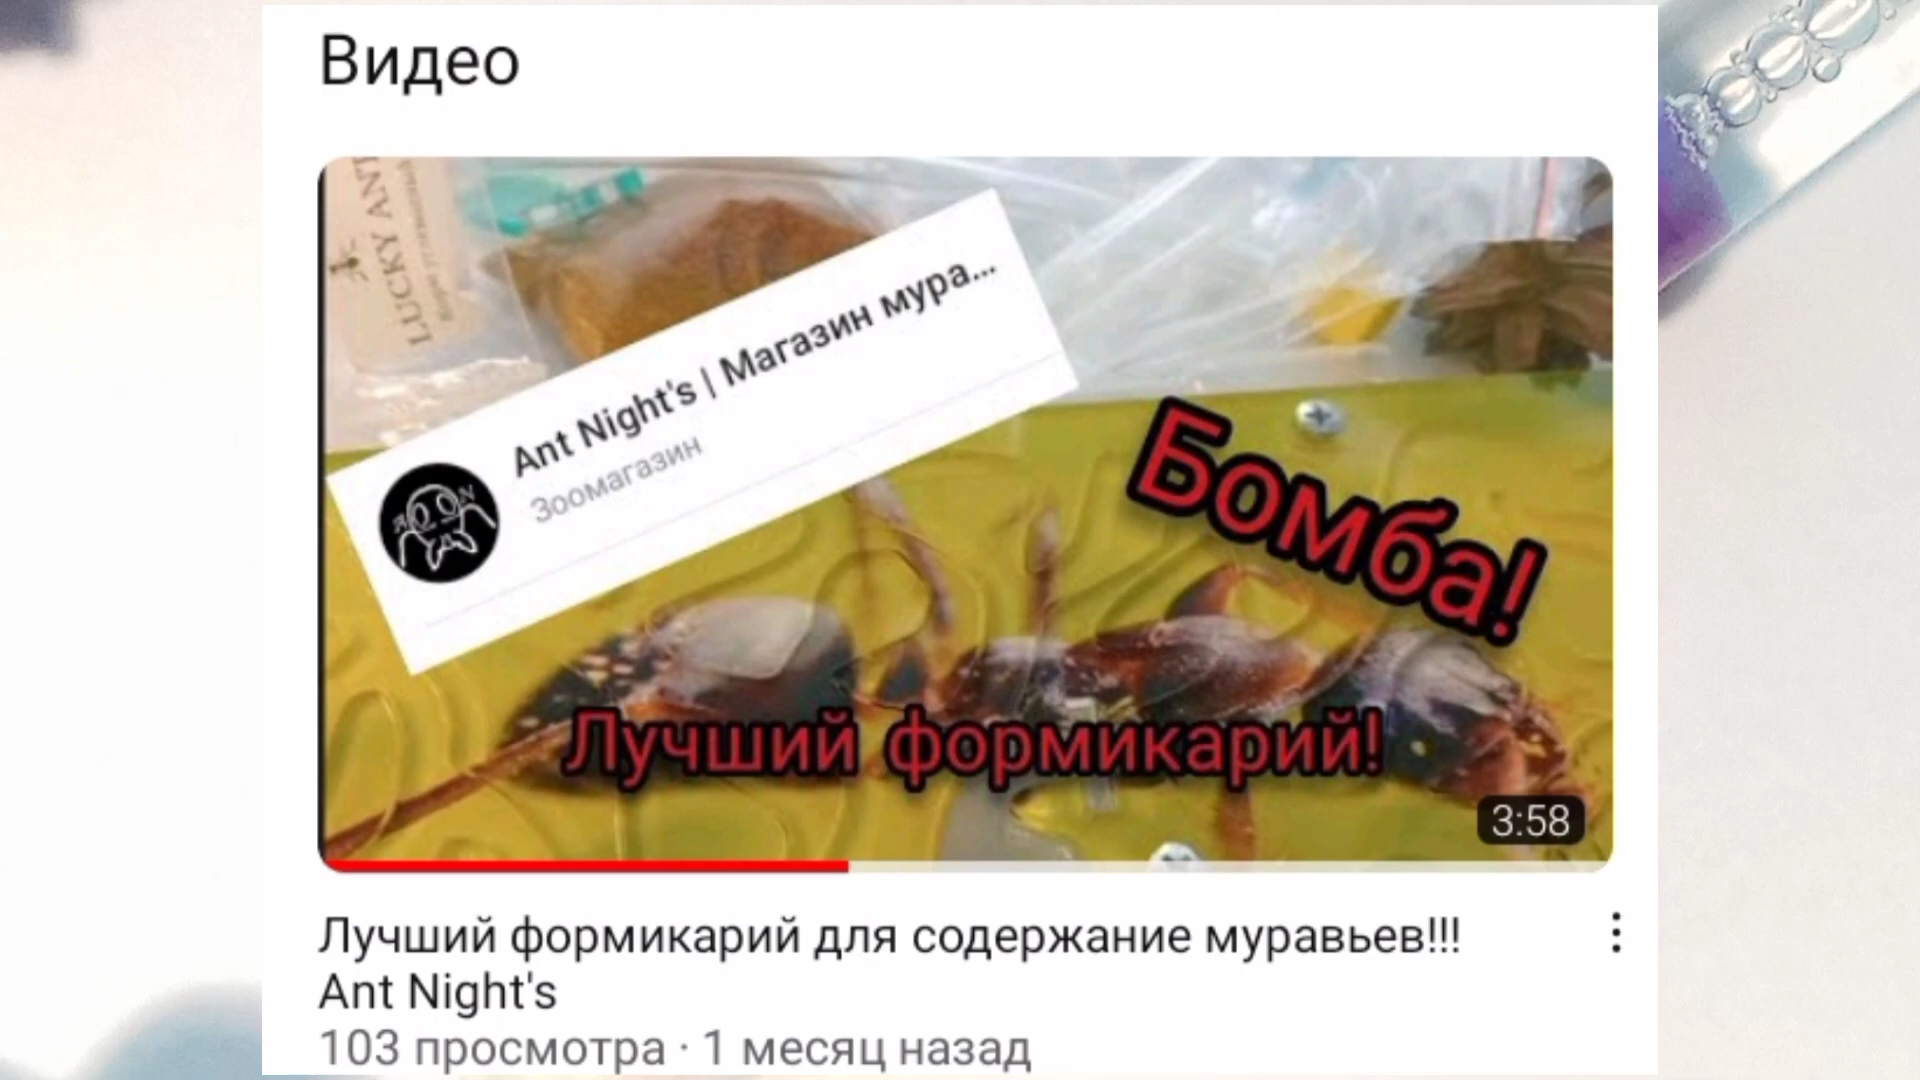 Видео
LUCKY ANT
Ant Night's | Магазин мура...
Зоомагазин
Бомба!
Лучший формикарий!
3:58
Лучший формикарий для содержание муравьев!!!
Ant Night's
103 просмотра · 1 месяц назад